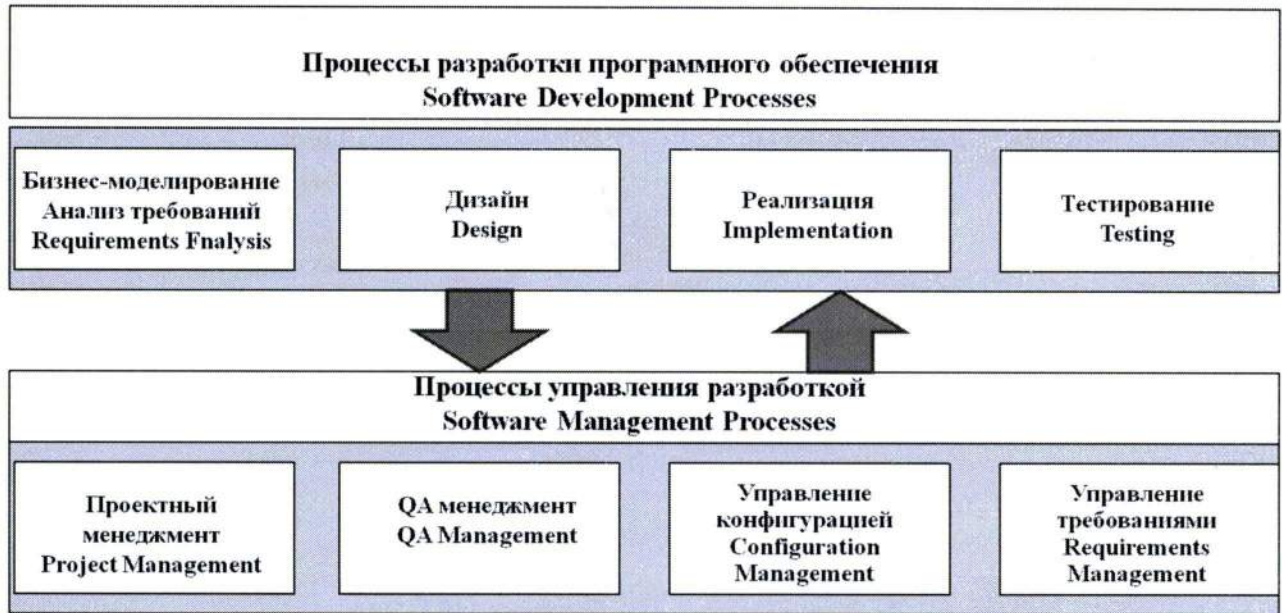 Процессы разработки программного обеспечения
Software Development Processes
Бизнес-моделирование
Анализ требований
Requirements Fnalysis
Дизайн
Design
Реализация
Implementation
Тестирование
Testing
Процессы управления разработкой
Software Management Processes
Проектный
менеджмент
Project Management
QA менеджмент
QA Management
Управление
конфигурацией
Configuration
Management
Управление
требованиями
Requirements
Management